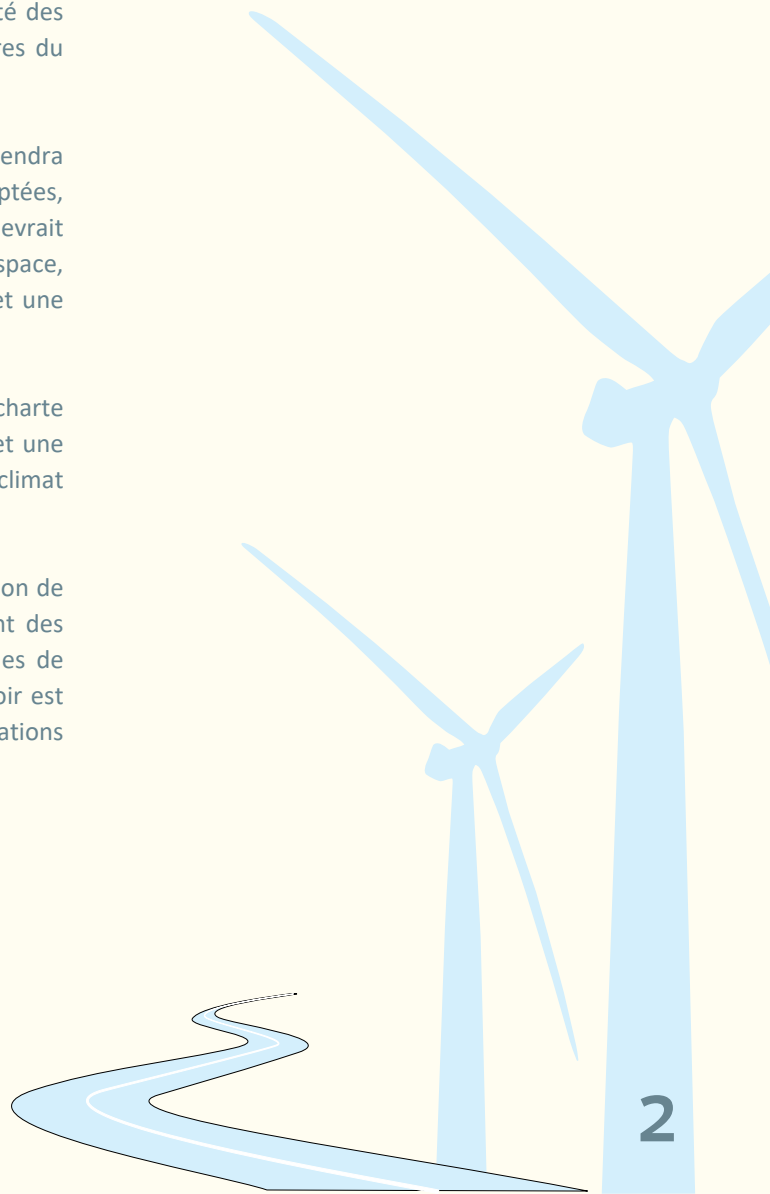 té des
res du
endra
ptées,
evrait
space,
et une
charte
et une
climat
on de
nt des
es de
oir est
ations
2